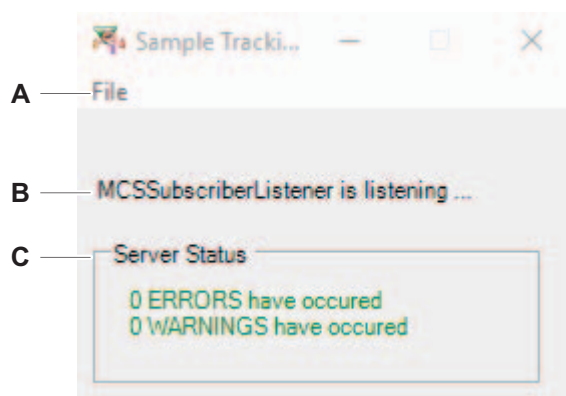 Sample Tracki...
A File
B MCSSubscriberListener is listening ...
C Server Status
0 ERRORS have occured
0 WARNINGS have occured